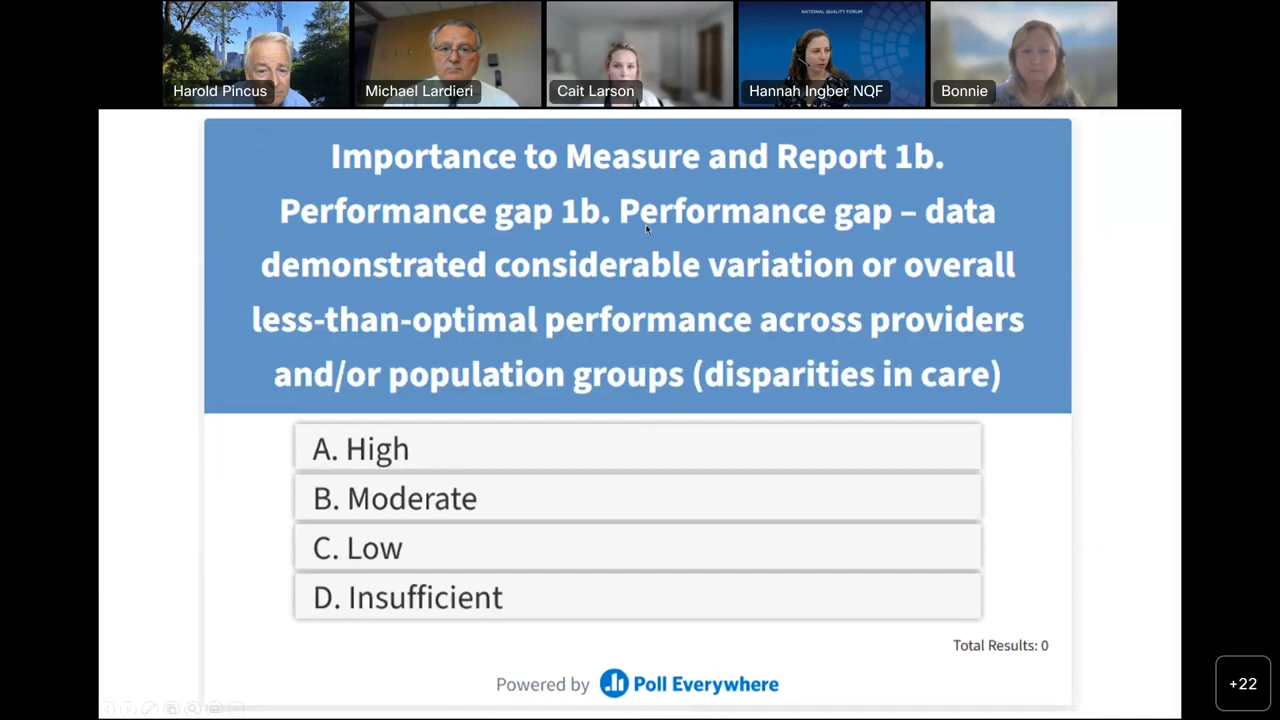 NATIONAL QUALITY FORUM
Harold Pincus
Michael Lardieri
Cait Larson
Hannah Ingber NQF
Bonnie
Importance to Measure and Report 1b.
Performance gap 1b. Performance gap – data
demonstrated considerable variation or overall
less-than-optimal performance across providers
and/or population groups (disparities in care)
A. High
B. Moderate
C. Low
D. Insufficient
Total Results: 0
Powered by Poll Everywhere
+22